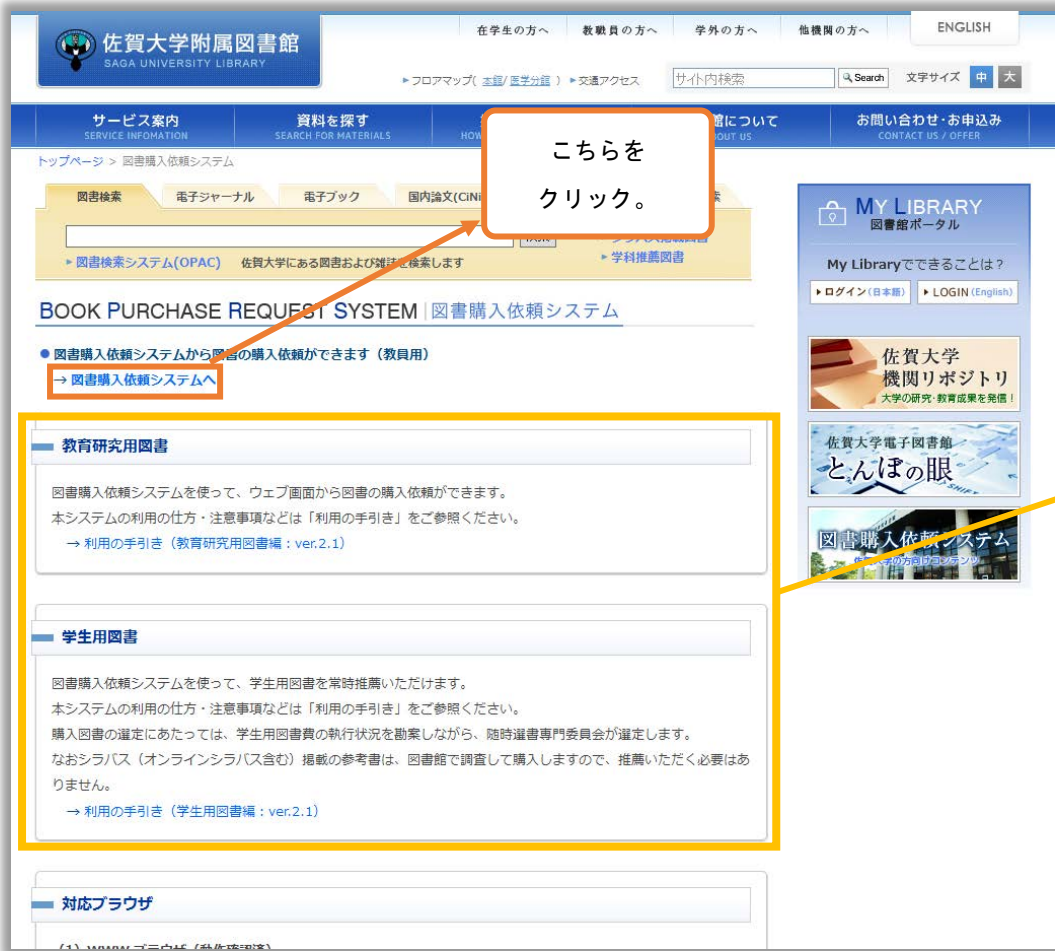 佐賀大学附属図書館
SAGA UNIVERSITY LIBRARY
在学生の方へ 教職員の方へ 学外の方へ 他機関の方へ ENGLISH
▶フロアマップ( 本館/ 医学分館 ) ▶交通アクセス サイト内検索 Search 文字サイズ 中 大
サービス案内 資料を探す 館について お問い合わせ・お申込み
SERVICE INFOMATION SEARCH FOR MATERIALS HOW OUT US CONTACT US / OFFER
こちらを
クリック。
トップページ > 図書購入依頼システム
図書検索 電子ジャーナル 電子ブック 国内論文(CiNi
▶図書検索システム(OPAC) 佐賀大学にある図書および雑誌を検索します ▶学科推薦図書
BOOK PURCHASE REQUEST SYSTEM | 図書購入依頼システム
● 図書購入依頼システムから図書の購入依頼ができます（教員用）
→ 図書購入依頼システムへ
教育研究用図書
図書購入依頼システムを使って、ウェブ画面から図書の購入依頼ができます。
本システムの利用の仕方・注意事項などは「利用の手引き」をご参照ください。
→ 利用の手引き（教育研究用図書編：ver.2.1）
学生用図書
図書購入依頼システムを使って、学生用図書を常時推薦いただけます。
本システムの利用の仕方・注意事項などは「利用の手引き」をご参照ください。
購入図書の選定にあたっては、学生用図書費の執行状況を勘案しながら、随時選書専門委員会が選定します。
なおシラバス（オンラインシラバス含む）掲載の参考書は、図書館で調査して購入しますので、推薦いただく必要はあ
りません。
→ 利用の手引き（学生用図書編：ver.2.1）
対応ブラウザ
（1）WWW ブラウザ（動作確認済）
MY LIBRARY
図書館ポータル
My Libraryでできることは？
▶ログイン(日本語) ▶LOGIN (English)
佐賀大学
機関リポジトリ
大学の研究・教育成果を発信！
佐賀大学電子図書館
とんぼの眼
図書購入依頼システム
佐賀大学の方向けコンテンツ